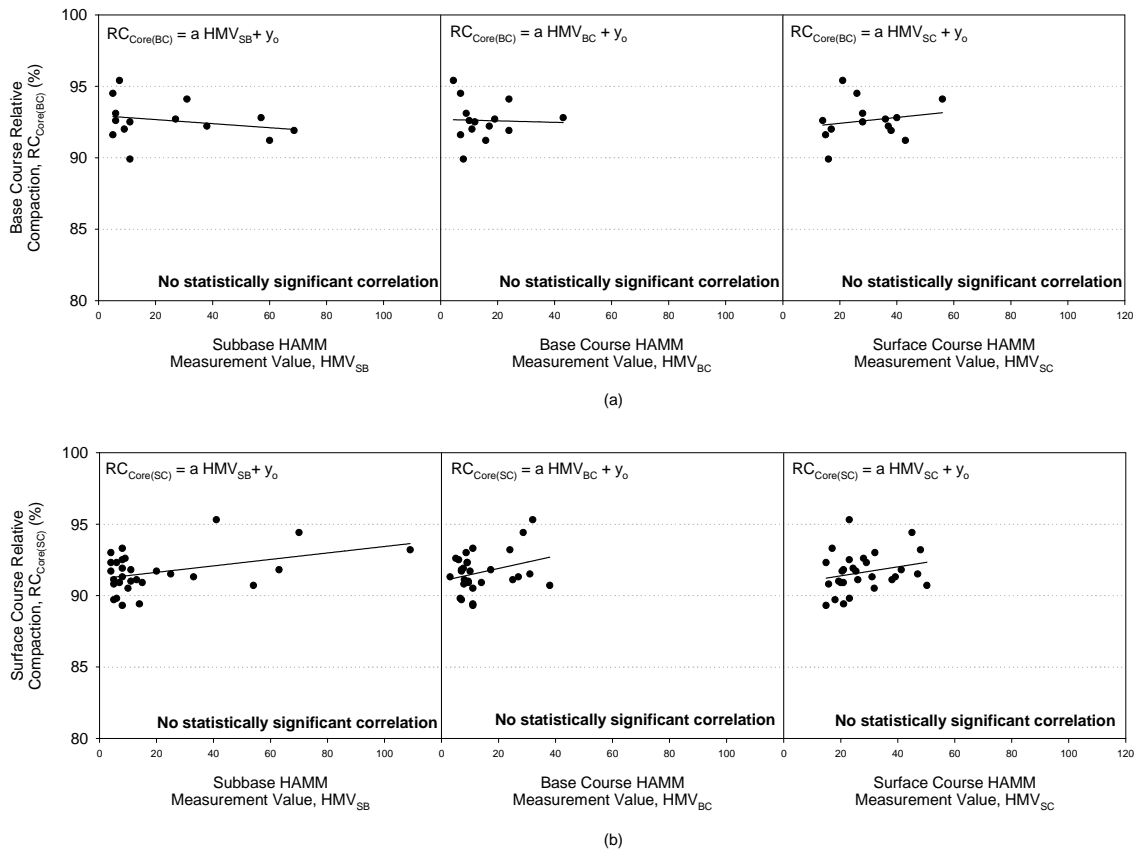 100
95
90
85
80
Base Course Relative
Compaction, RC_Core(BC) (%)
RC_Core(BC) = a HMV_SB + y_o
No statistically significant correlation
0 20 40 60 80 100
Subbase HAMM
Measurement Value, HMV_SB
RC_Core(BC) = a HMV_BC + y_o
No statistically significant correlation
0 20 40 60 80 100
Base Course HAMM
Measurement Value, HMV_BC
RC_Core(BC) = a HMV_SC + y_o
No statistically significant correlation
0 20 40 60 80 100 120
Surface Course HAMM
Measurement Value, HMV_SC
(a)
100
95
90
85
80
Surface Course Relative
Compaction, RC_Core(SC) (%)
RC_Core(SC) = a HMV_SB + y_o
No statistically significant correlation
0 20 40 60 80 100
Subbase HAMM
Measurement Value, HMV_SB
RC_Core(SC) = a HMV_BC + y_o
No statistically significant correlation
0 20 40 60 80 100
Base Course HAMM
Measurement Value, HMV_BC
RC_Core(SC) = a HMV_SC + y_o
No statistically significant correlation
0 20 40 60 80 100 120
Surface Course HAMM
Measurement Value, HMV_SC
(b)